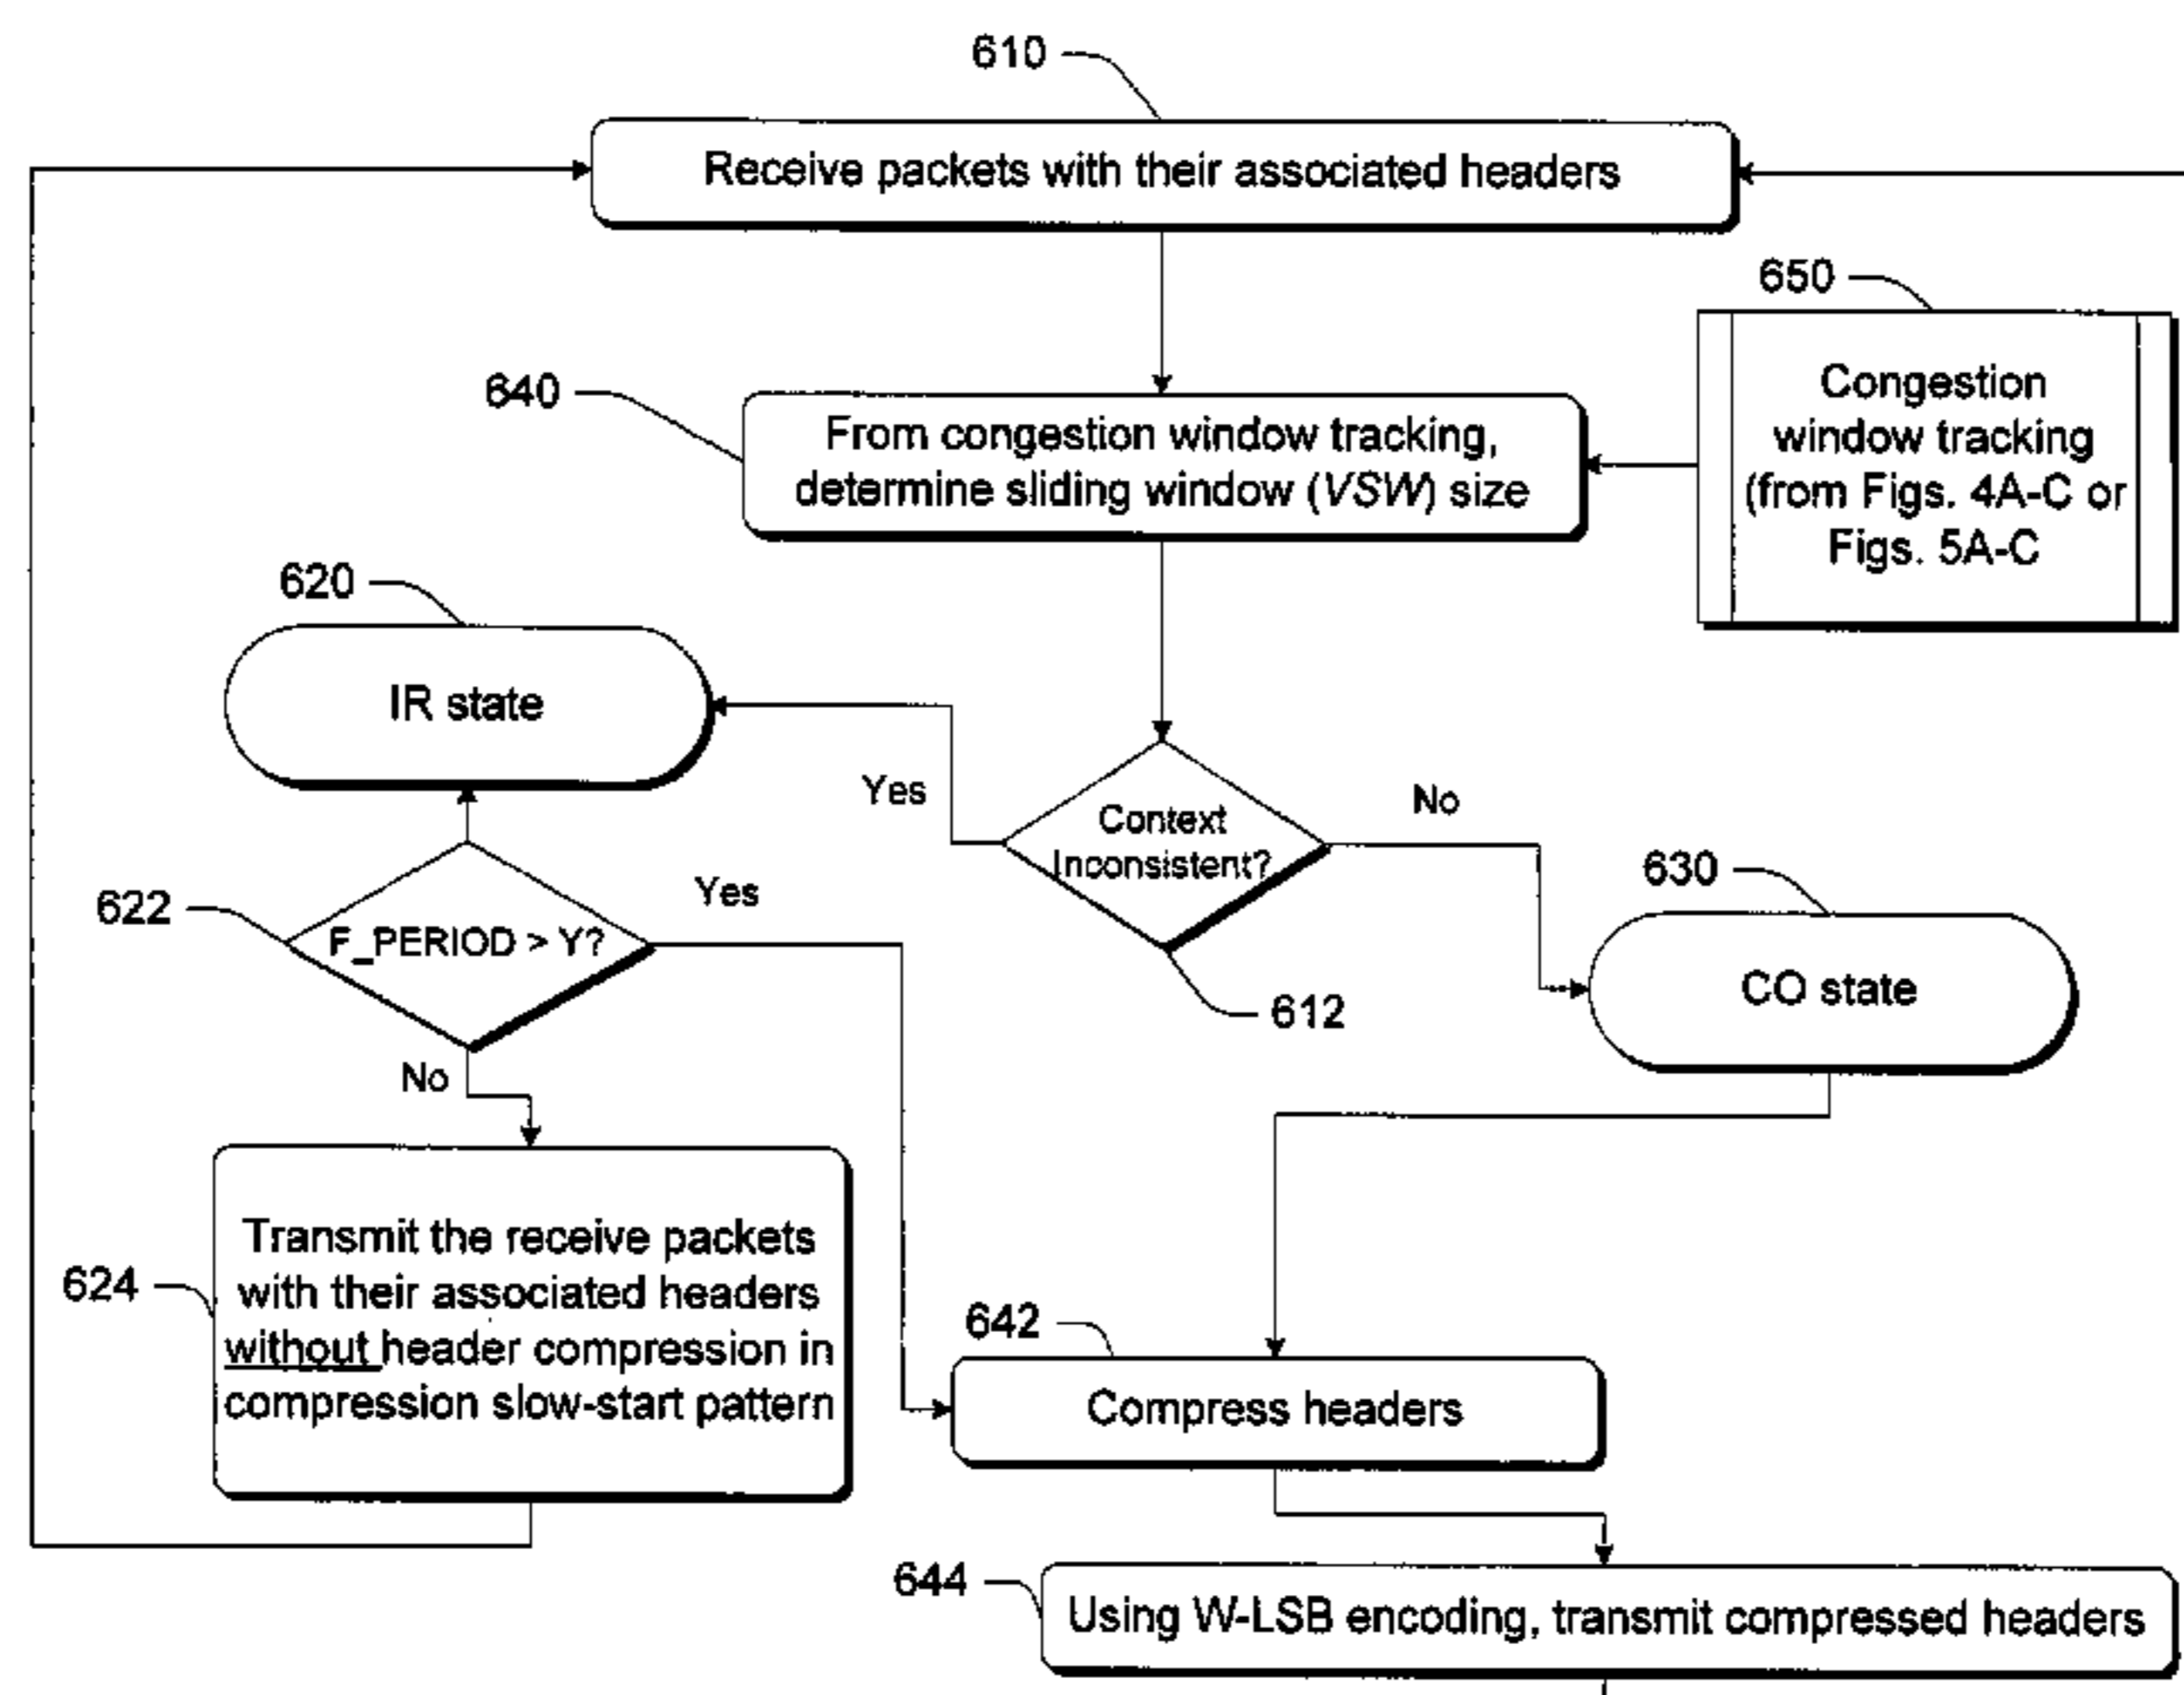 610
Receive packets with their associated headers
650
640
From congestion window tracking,
determine sliding window (VSW) size
Congestion
window tracking
(from Figs. 4A-C or
Figs. 5A-C
620
IR state
Yes
No
Context
Inconsistent?
630
622
F_PERIOD > Y?
Yes
CO state
612
No
624
Transmit the receive packets
with their associated headers
without header compression in
compression slow-start pattern
642
Compress headers
644
Using W-LSB encoding, transmit compressed headers